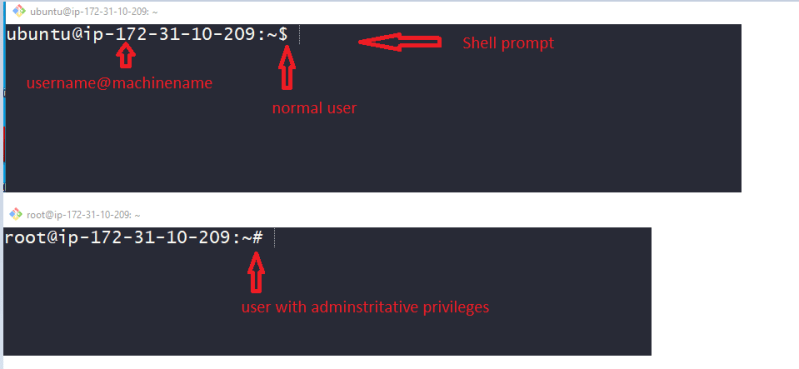 ubuntu@ip-172-31-10-209: ~
ubuntu@ip-172-31-10-209:~$
Shell prompt
username@machinename
normal user
root@ip-172-31-10-209: ~
root@ip-172-31-10-209:~#
user with adminstritative privileges